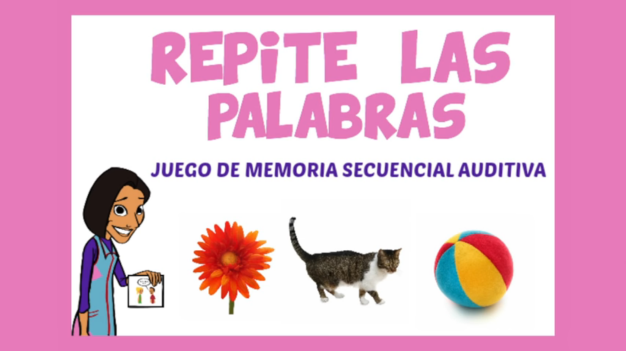 REPiTE LAS
PALABRAS
JUEGO DE MEMORIA SECUENCIAL AUDITIVA